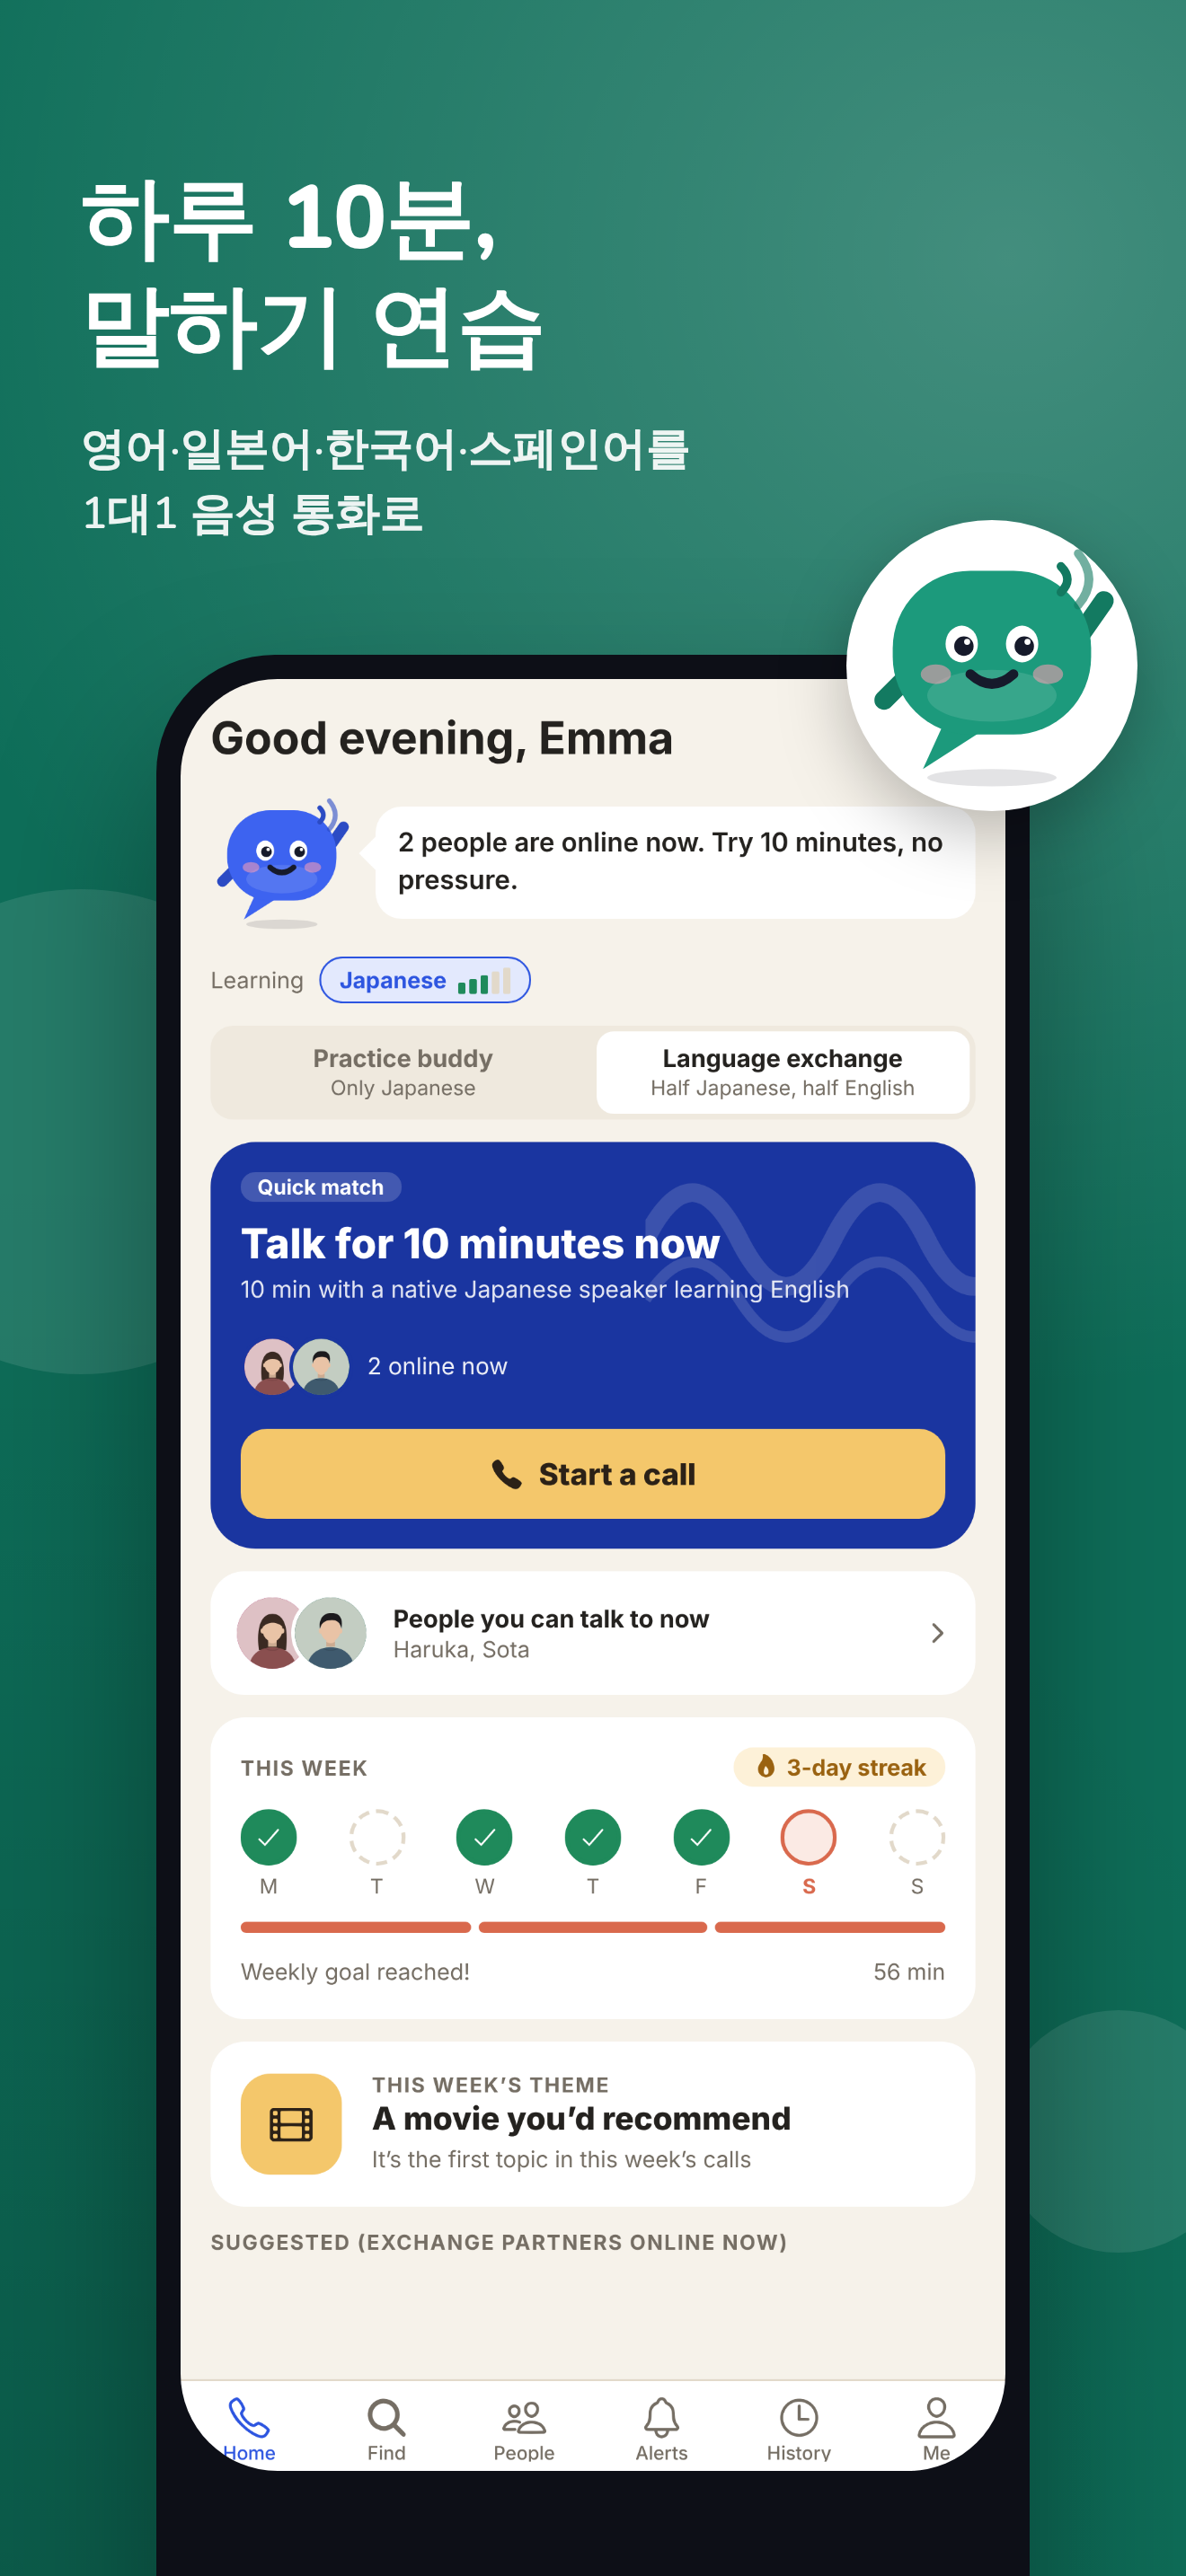 하루 10분,
말하기 연습
영어·일본어·한국어·스페인어를
1대1 음성 통화로
Good evening, Emma
2 people are online now. Try 10 minutes, no
pressure.
Learning
Japanese
Practice buddy
Only Japanese
Language exchange
Half Japanese, half English
Quick match
Talk for 10 minutes now
10 min with a native Japanese speaker learning English
2 online now
Start a call
People you can talk to now
Haruka, Sota
THIS WEEK
3-day streak
M T W T F S S
Weekly goal reached!
56 min
THIS WEEK’S THEME
A movie you’d recommend
It’s the first topic in this week’s calls
SUGGESTED (EXCHANGE PARTNERS ONLINE NOW)
Home
Find
People
Alerts
History
Me